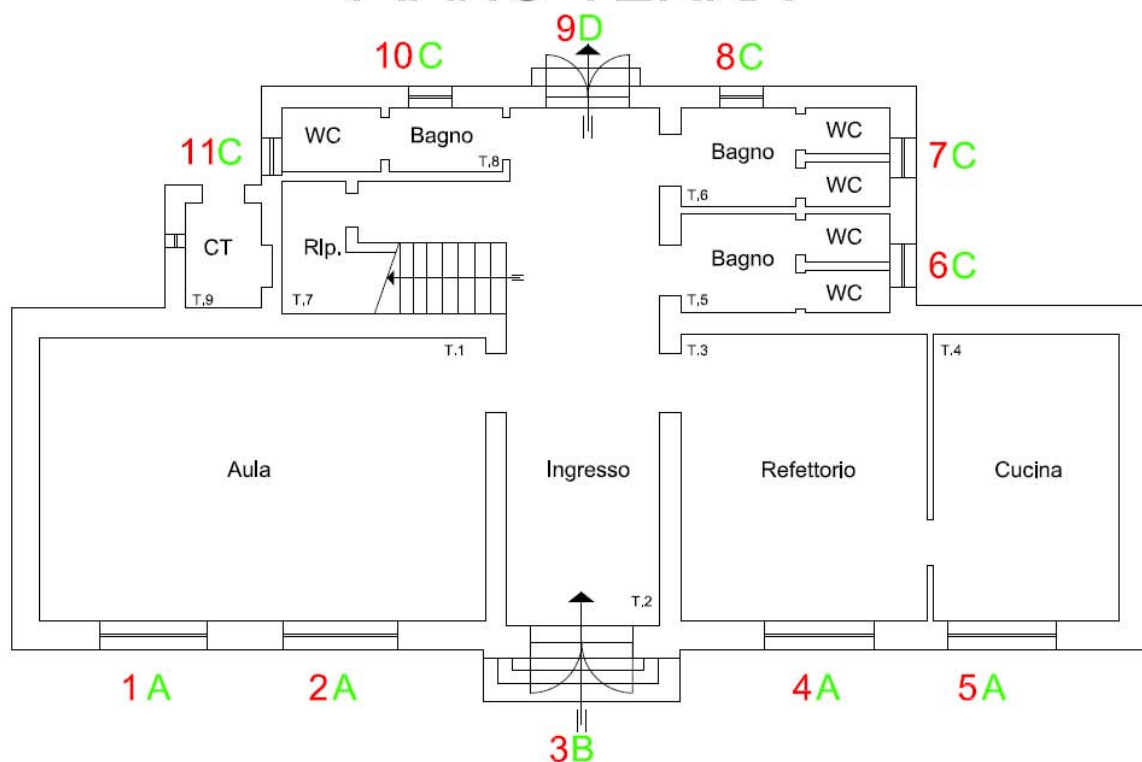 9D
10C
8C
WC
Bagno
T,8
Bagno
WC
WC
T,6
11C
7C
CT
T,9
Rip.
T,7
Bagno
WC
WC
T,5
6C
T.1
T.3
T.4
Aula
Ingresso
Refettorio
Cucina
T.2
1A
2A
4A
5A
3B